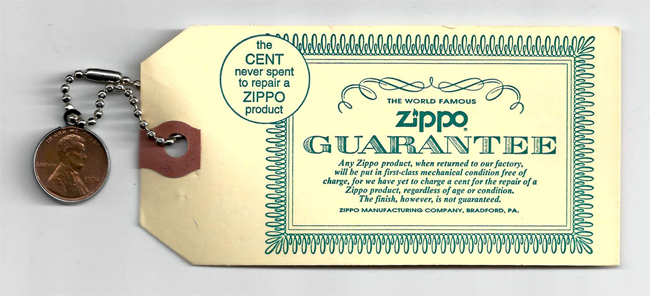 the
CENT
never spent
to repair a
ZIPPO
product
THE WORLD FAMOUS
zippo®
GUARANTEE
Any Zippo product, when returned to our factory,
will be put in first-class mechanical condition free of
charge, for we have yet to charge a cent for the repair of a
Zippo product, regardless of age or condition.
The finish, however, is not guaranteed.
ZIPPO MANUFACTURING COMPANY, BRADFORD, PA.